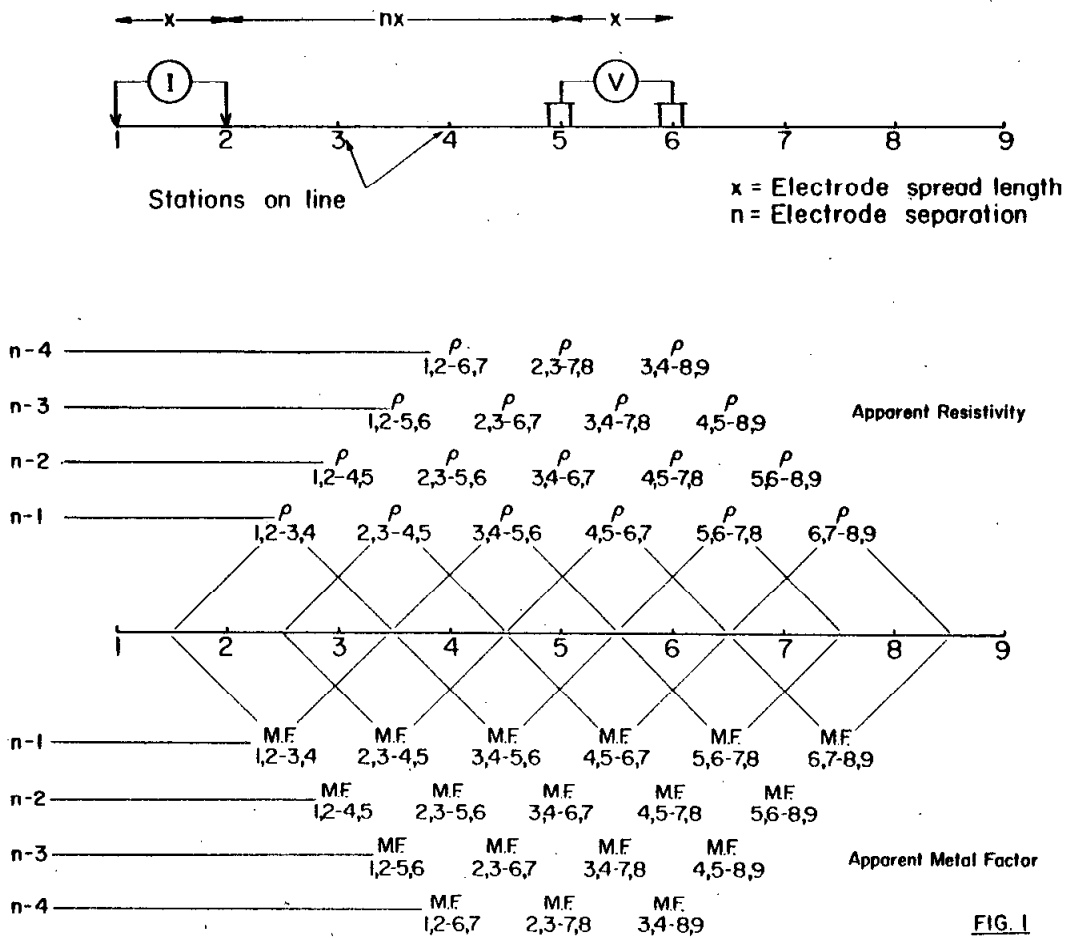 x nx x
I V
1 2 3 4 5 6 7 8 9
Stations on line
x = Electrode spread length
n = Electrode separation
n-4 ρ ρ ρ
1,2-6,7 2,3-7,8 3,4-8,9
n-3 ρ ρ ρ ρ Apparent Resistivity
1,2-5,6 2,3-6,7 3,4-7,8 4,5-8,9
n-2 ρ ρ ρ ρ ρ
1,2-4,5 2,3-5,6 3,4-6,7 4,5-7,8 5,6-8,9
n-1 ρ ρ ρ ρ ρ ρ
1,2-3,4 2,3-4,5 3,4-5,6 4,5-6,7 5,6-7,8 6,7-8,9
1 2 3 4 5 6 7 8 9
n-1 M.F. M.F. M.F. M.F. M.F. M.F.
1,2-3,4 2,3-4,5 3,4-5,6 4,5-6,7 5,6-7,8 6,7-8,9
n-2 M.F. M.F. M.F. M.F. M.F.
1,2-4,5 2,3-5,6 3,4-6,7 4,5-7,8 5,6-8,9
n-3 M.F. M.F. M.F. M.F. Apparent Metal Factor
1,2-5,6 2,3-6,7 3,4-7,8 4,5-8,9
n-4 M.F. M.F. M.F.
1,2-6,7 2,3-7,8 3,4-8,9
FIG. 1